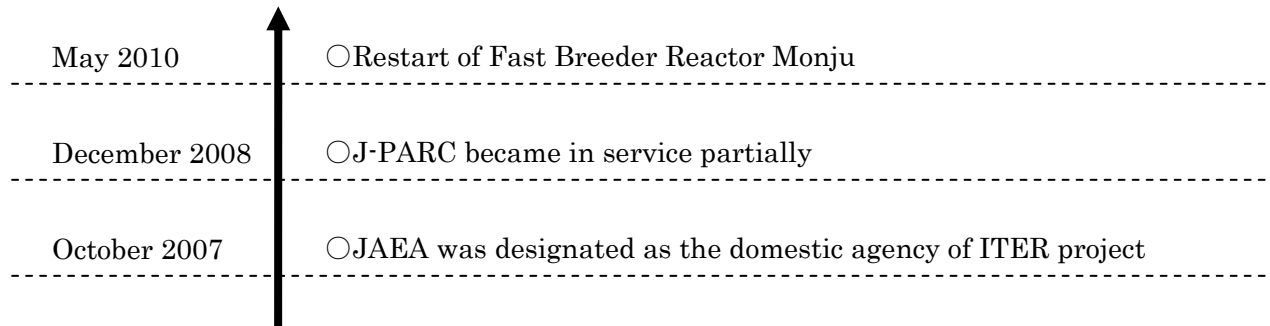 May 2010 ○Restart of Fast Breeder Reactor Monju
December 2008 ○J-PARC became in service partially
October 2007 ○JAEA was designated as the domestic agency of ITER project